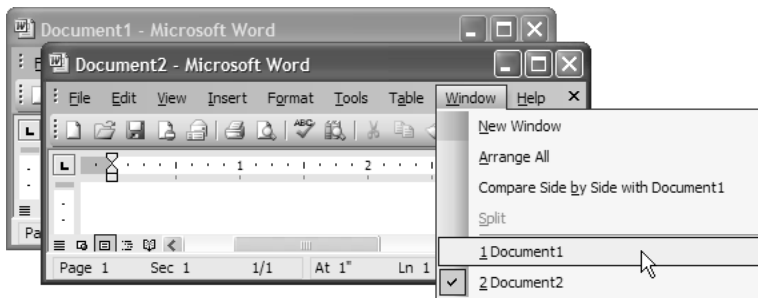 Document1 - Microsoft Word
Document2 - Microsoft Word
File Edit View Insert Format Tools Table Window Help
New Window
Arrange All
Compare Side by Side with Document1
Split
1 Document1
2 Document2
ABC
1 2
Page 1 Sec 1 1/1 At 1" Ln 1
Pa